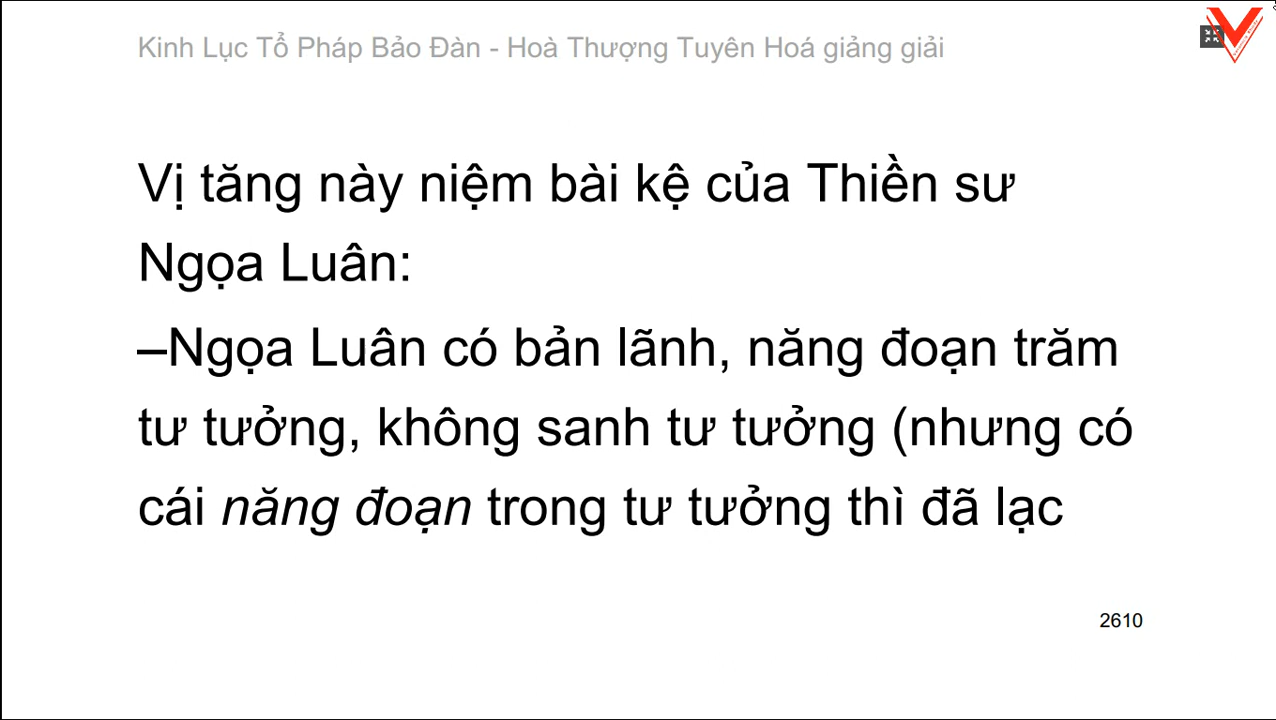 Kinh Lục Tổ Pháp Bảo Đàn - Hoà Thượng Tuyên Hoá giảng giải
Vị tăng này niệm bài kệ của Thiền sư
Ngọa Luân:
–Ngọa Luân có bản lãnh, năng đoạn trăm
tư tưởng, không sanh tư tưởng (nhưng có
cái năng đoạn trong tư tưởng thì đã lạc
2610